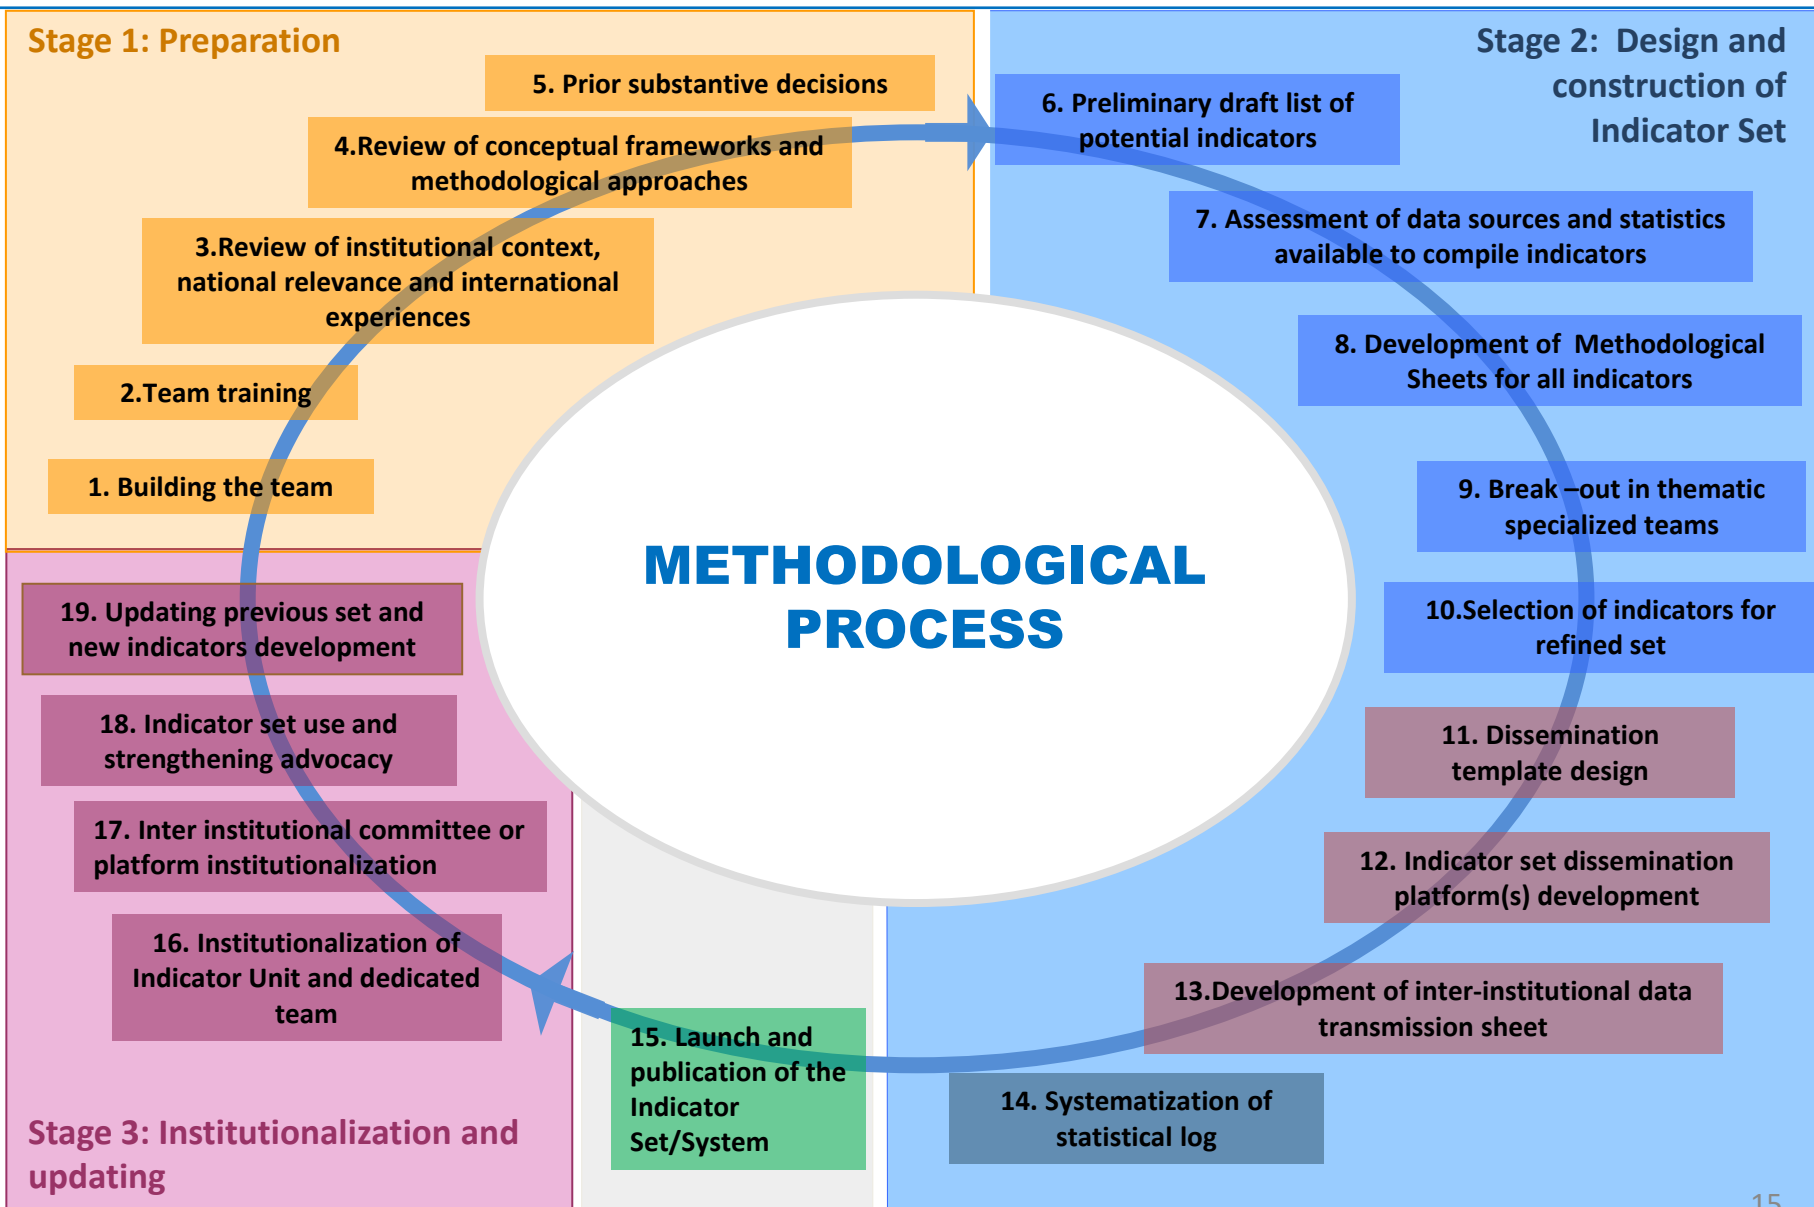 Stage 1: Preparation
Stage 2:  Design and
construction of
Indicator Set
5. Prior substantive decisions
4.Review of conceptual frameworks and
methodological approaches
3.Review of institutional context,
national relevance and international
experiences
2.Team training
1. Building the team
6. Preliminary draft list of
potential indicators
7. Assessment of data sources and statistics
available to compile indicators
8. Development of  Methodological
Sheets for all indicators
9. Break –out in thematic
specialized teams
10.Selection of indicators for
refined set
11. Dissemination
template design
12. Indicator set dissemination
platform(s) development
13.Development of inter-institutional data
transmission sheet
14. Systematization of
statistical log
15. Launch and
publication of the
Indicator
Set/System
16. Institutionalization of
Indicator Unit and dedicated
team
17. Inter institutional committee or
platform institutionalization
18. Indicator set use and
strengthening advocacy
19. Updating previous set and
new indicators development
METHODOLOGICAL
PROCESS
Stage 3: Institutionalization and
updating
15